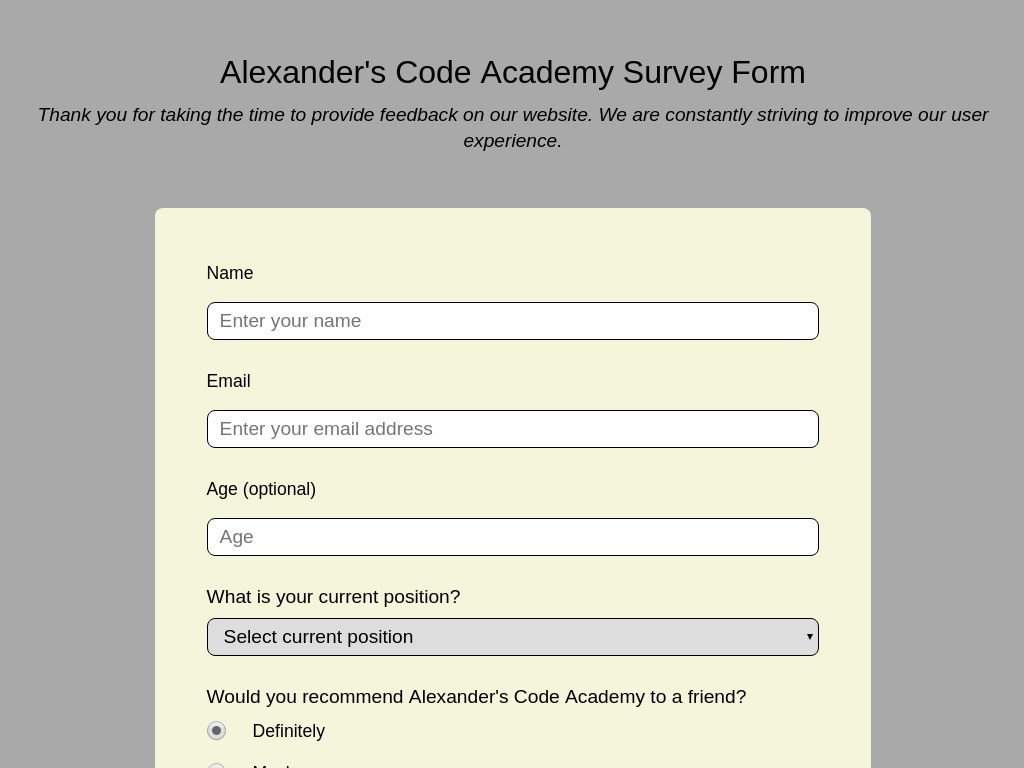 Alexander's Code Academy Survey Form
Thank you for taking the time to provide feedback on our website. We are constantly striving to improve our user
experience.
Name
Enter your name
Email
Enter your email address
Age (optional)
Age
What is your current position?
Select current position
Would you recommend Alexander's Code Academy to a friend?
Definitely